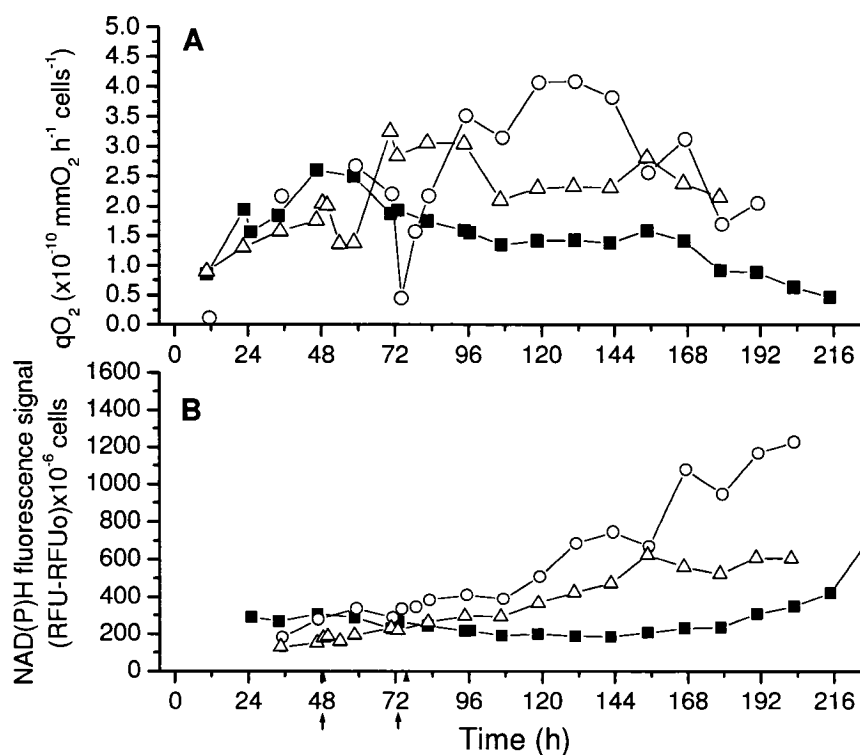 A
qO₂ (x10⁻¹⁰ mmO₂ h⁻¹ cells⁻¹)
5.0
4.5
4.0
3.5
3.0
2.5
2.0
1.5
1.0
0.5
0.0
0 24 48 72 96 120 144 168 192 216
B
NAD(P)H fluorescence signal
(RFU-RFUo)x10⁻⁶ cells
1600
1400
1200
1000
800
600
400
200
0
0 24 48 72 96 120 144 168 192 216
Time (h)